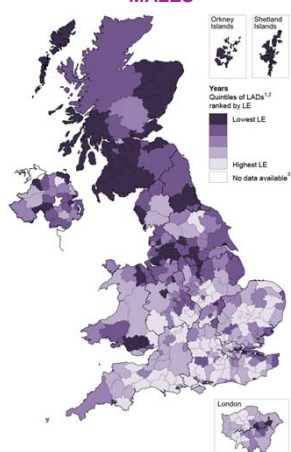 MALES
Orkney
Islands
Shetland
Islands
Years
Quintiles of LADs1,2
ranked by LE
Lowest LE
Highest LE
No data available3
London